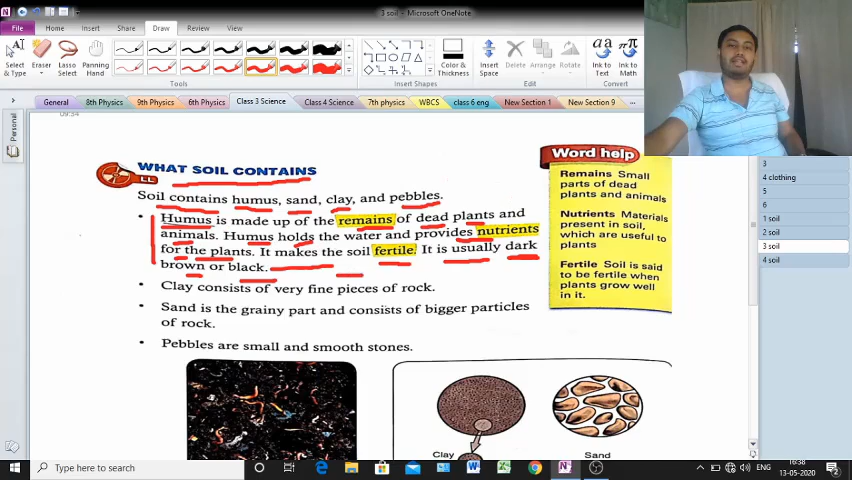 3 soil - Microsoft OneNote
File Home Insert Draw Review View
Select & Type
Eraser
Lasso Select
Panning Hand
Tools
Color & Thickness
Shapes
Insert Space
Delete
Arrange
Rotate
Edit
Ink to Text
Ink to Math
Convert
General 8th Physics 9th Physics 6th Physics Class 3 Science Class 4 Science 7th physics WBCS class 6 eng New Section 1 New Section 9 ...
Personal
09:34
WHAT SOIL CONTAINS
LL
Soil contains humus, sand, clay, and pebbles.
• Humus is made up of the remains of dead plants and
animals. Humus holds the water and provides nutrients
for the plants. It makes the soil fertile. It is usually dark
brown or black.
• Clay consists of very fine pieces of rock.
• Sand is the grainy part and consists of bigger particles
of rock.
• Pebbles are small and smooth stones.
Word help
Remains Small
parts of dead
plants and animals
Nutrients Materials
present in soil,
which are useful to
plants
Fertile Soil is said
to be fertile when
plants grow well
in it.
Clay
Sand
3
4 clothing
5
6
1 soil
2 soil
3 soil
4 soil
Type here to search
ENG
16:38
13-05-2020
2